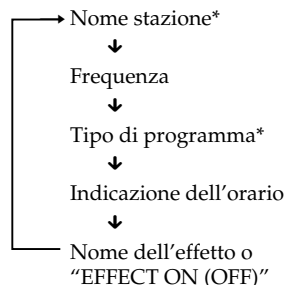 Nome stazione*
Frequenza
Tipo di programma*
Indicazione dell'orario
Nome dell'effetto o
“EFFECT ON (OFF)”